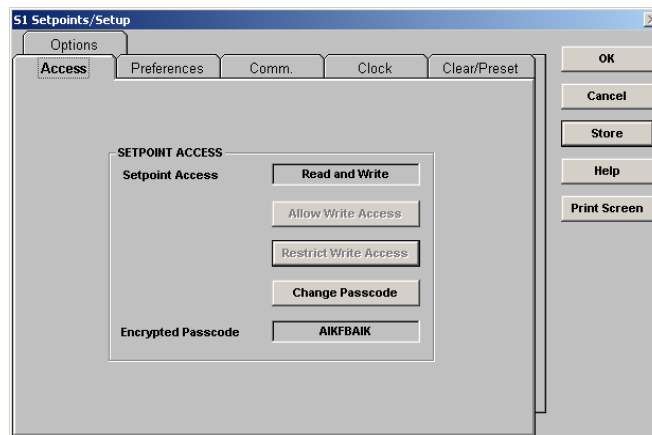 S1 Setpoints/Setup
Options
Access Preferences Comm. Clock Clear/Preset
SETPOINT ACCESS
Setpoint Access Read and Write
Allow Write Access
Restrict Write Access
Change Passcode
Encrypted Passcode AIKFBAIK
OK
Cancel
Store
Help
Print Screen